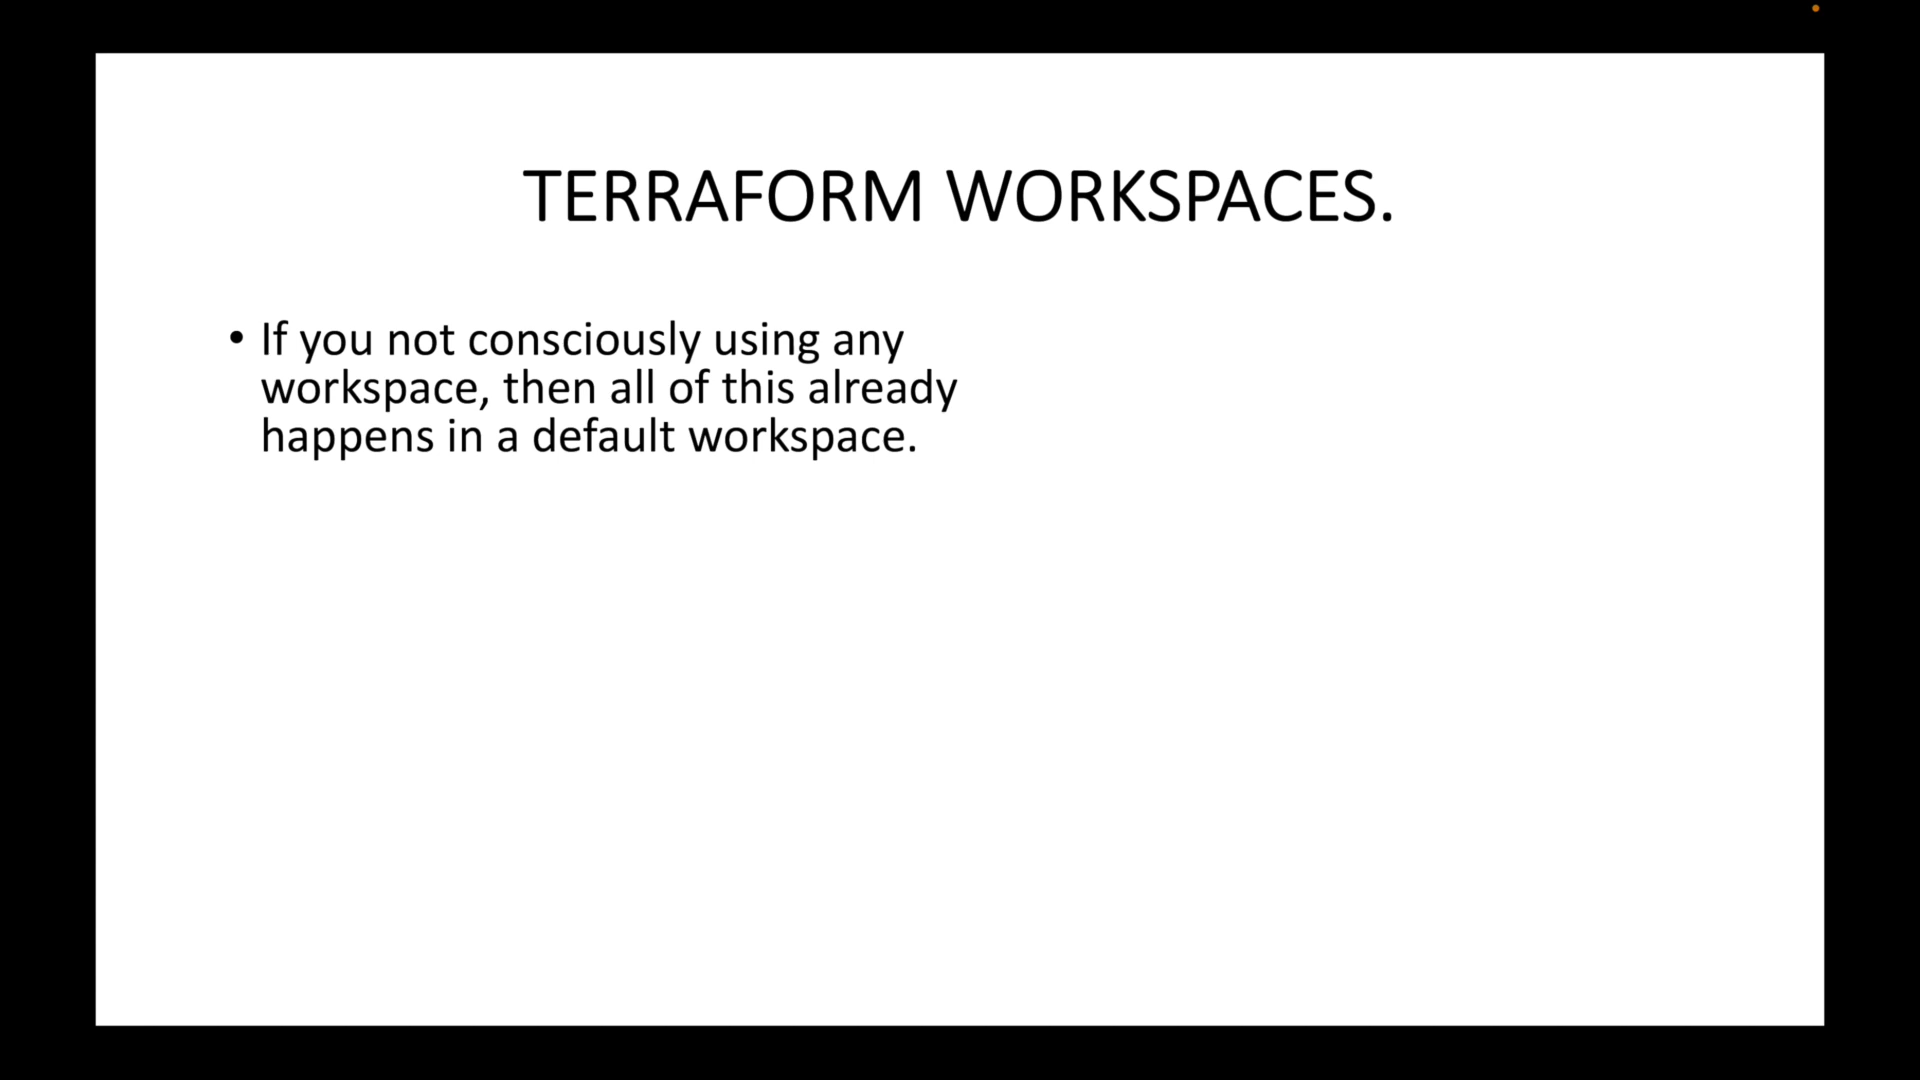 TERRAFORM WORKSPACES.
• If you not consciously using any
workspace, then all of this already
happens in a default workspace.